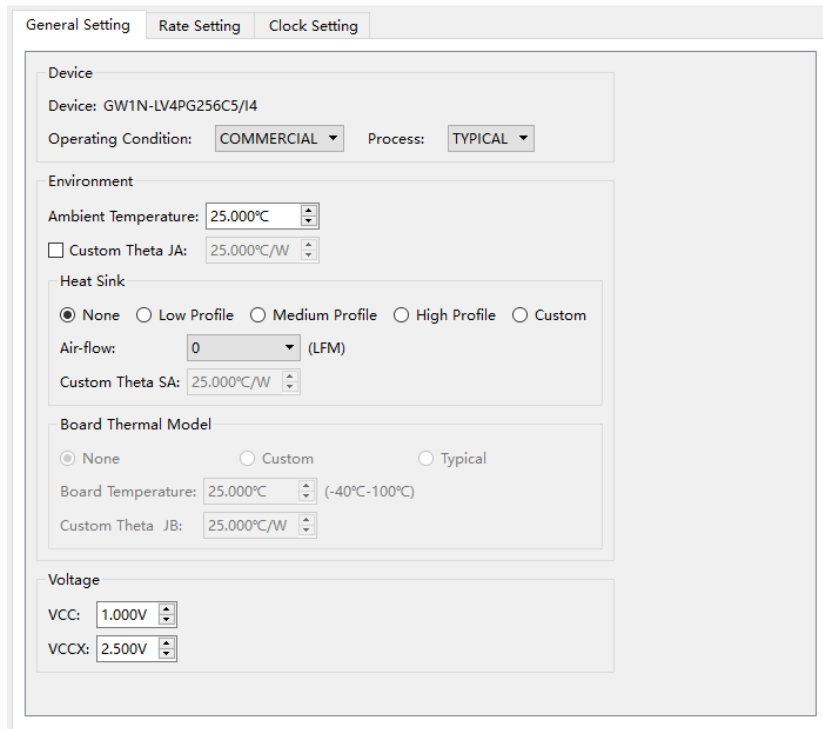 General Setting Rate Setting Clock Setting
Device
Device: GW1N-LV4PG256C5/I4
Operating Condition: COMMERCIAL Process: TYPICAL
Environment
Ambient Temperature: 25.000℃
Custom Theta JA: 25.000℃/W
Heat Sink
None Low Profile Medium Profile High Profile Custom
Air-flow: 0 (LFM)
Custom Theta SA: 25.000℃/W
Board Thermal Model
None Custom Typical
Board Temperature: 25.000℃ (-40℃-100℃)
Custom Theta JB: 25.000℃/W
Voltage
VCC: 1.000V
VCCX: 2.500V